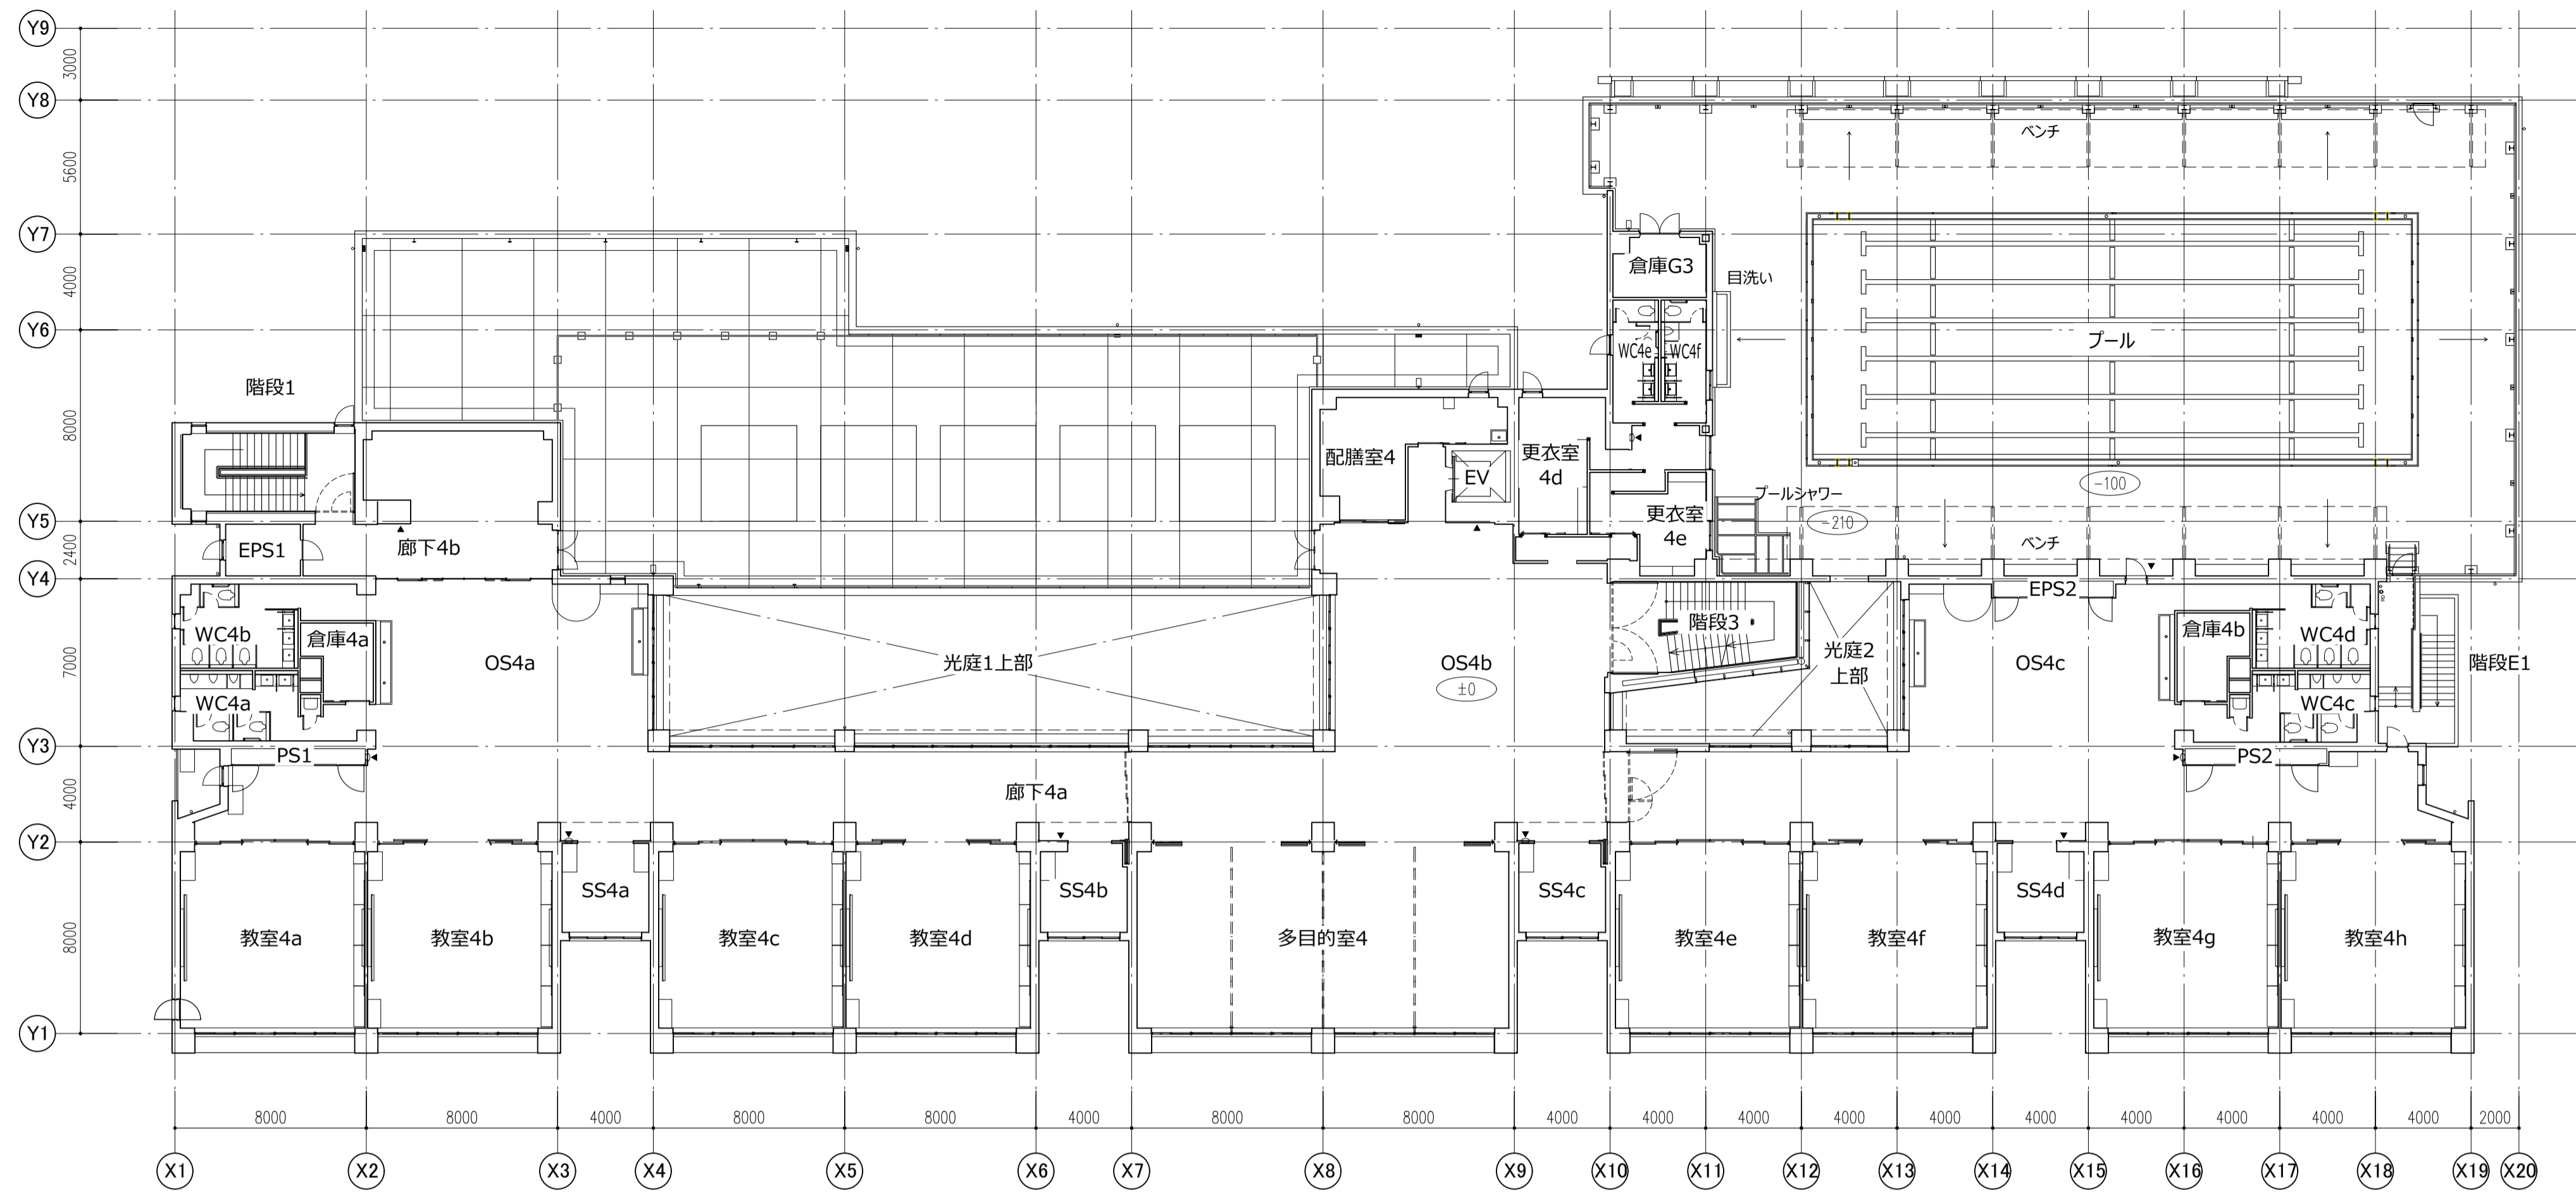 Y9
3000
Y8
ベンチ
5600
Y7
倉庫G3
目洗い
4000
Y6
WC4e
WC4f
プール
階段1
8000
配膳室4
EV
更衣室
4d
-100
プールシャワー
更衣室
4e
-210
Y5
EPS1
廊下4b
ベンチ
2400
Y4
EPS2
WC4b
倉庫4a
階段3
倉庫4b
WC4d
7000
OS4a
光庭1上部
OS4b
±0
光庭2
上部
OS4c
階段E1
WC4a
WC4c
Y3
PS1
PS2
4000
廊下4a
Y2
SS4a
SS4b
SS4c
SS4d
8000
教室4a
教室4b
教室4c
教室4d
多目的室4
教室4e
教室4f
教室4g
教室4h
Y1
8000
8000
4000
8000
8000
4000
8000
8000
4000
4000
4000
4000
4000
4000
4000
4000
4000
4000
2000
X1
X2
X3
X4
X5
X6
X7
X8
X9
X10
X11
X12
X13
X14
X15
X16
X17
X18
X19
X20